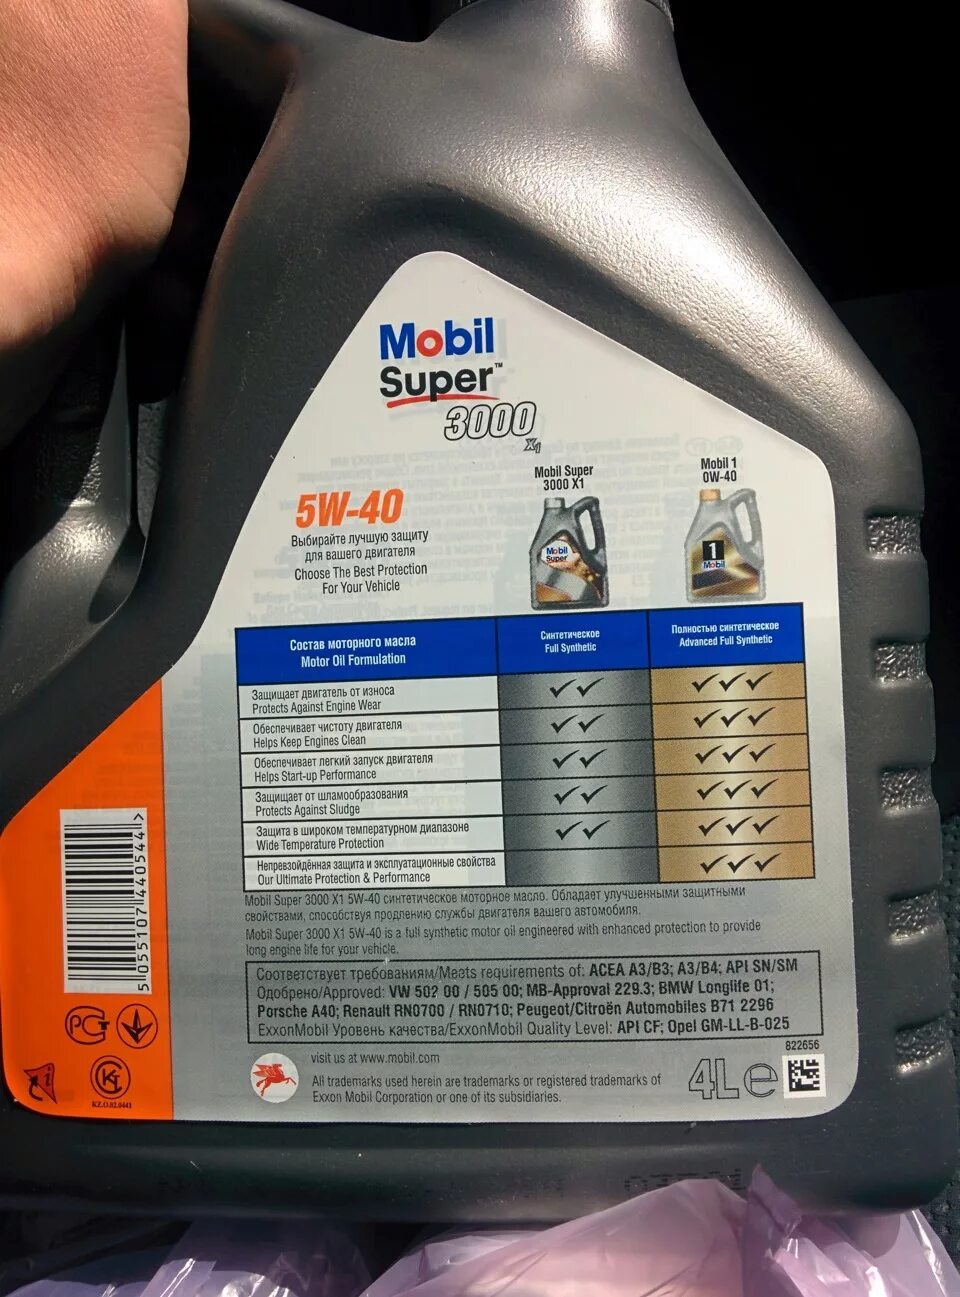 Mobil
Super™
3000
X1
5W-40
Выбирайте лучшую защиту
для вашего двигателя
Choose The Best Protection
For Your Vehicle
Mobil Super
3000 X1
Mobil 1
0W-40
Mobil
Super
1
Mobil
Состав моторного масла
Motor Oil Formulation
Синтетическое
Full Synthetic
Полностью синтетическое
Advanced Full Synthetic
Защищает двигатель от износа
Protects Against Engine Wear
✓✓ ✓✓✓
Обеспечивает чистоту двигателя
Helps Keep Engines Clean
✓✓ ✓✓✓
Обеспечивает легкий запуск двигателя
Helps Start-up Performance
✓✓ ✓✓✓
Защищает от шламообразования
Protects Against Sludge
✓✓ ✓✓✓
Защита в широком температурном диапазоне
Wide Temperature Protection
✓✓ ✓✓✓
Непревзойдённая защита и эксплуатационные свойства
Our Ultimate Protection & Performance
✓✓✓
Mobil Super 3000 X1 5W-40 синтетическое моторное масло. Обладает улучшенными защитными
свойствами, способствуя продлению службы двигателя вашего автомобиля.
Mobil Super 3000 X1 5W-40 is a full synthetic motor oil engineered with enhanced protection to provide
long engine life for your vehicle.
Соответствует требованиям/Meets requirements of: ACEA A3/B3; A3/B4; API SN/SM
Одобрено/Approved: VW 502 00 / 505 00; MB-Approval 229.3; BMW Longlife 01;
Porsche A40; Renault RN0700 / RN0710; Peugeot/Citroën Automobiles B71 2296
ExxonMobil Уровень качества/ExxonMobil Quality Level: API CF; Opel GM-LL-B-025
822656
visit us at www.mobil.com
All trademarks used herein are trademarks or registered trademarks of
Exxon Mobil Corporation or one of its subsidiaries.
4L e
5 055107 440544 >
KZ.O.02.0441